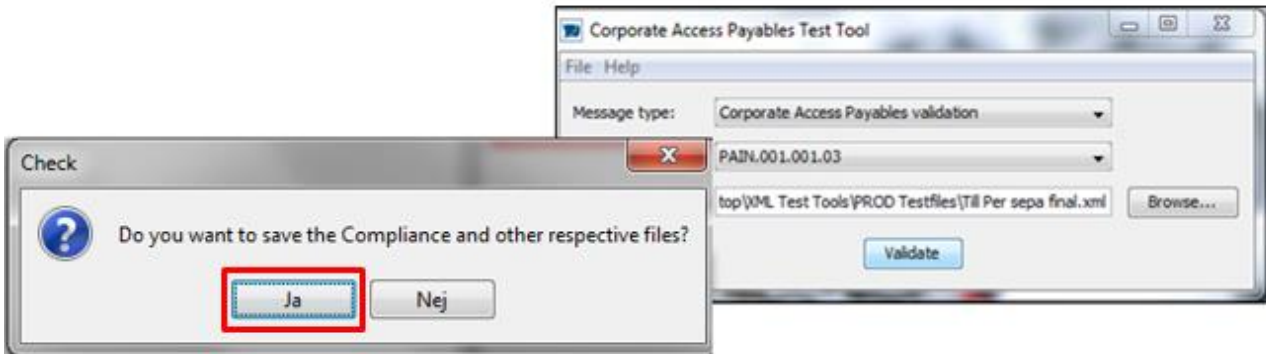 Corporate Access Payables Test Tool
File Help
Message type: Corporate Access Payables validation
PAIN.001.001.03
top\XML Test Tools\PROD Testfiles\Till Per sepa final.xml Browse...
Validate
Check
Do you want to save the Compliance and other respective files?
Ja Nej